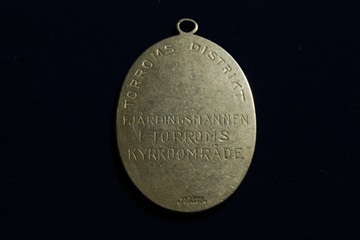 TORROMS DISTRIKT
FJÄRDINGSMANNEN
I TORROMS
KYRKOOMRÅDE